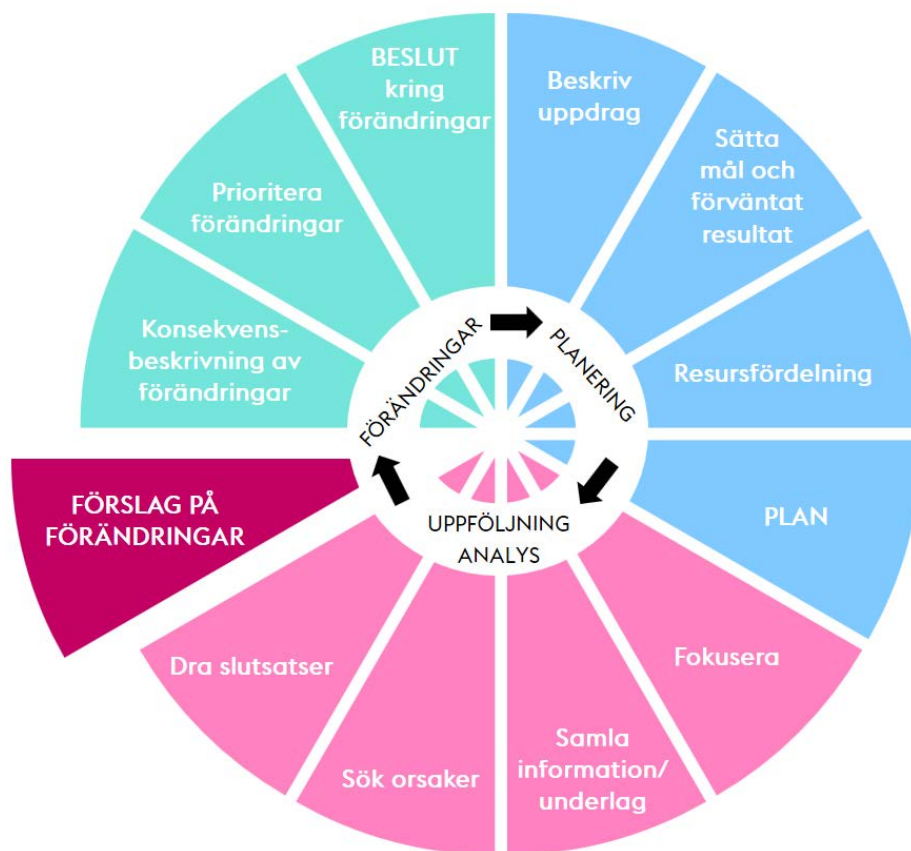 BESLUT
kring
förändringar
Beskriv
uppdrag
Sätta
mål och
förväntat
resultat
Resursfördelning
PLAN
Fokusera
Samla
information/
underlag
Sök orsaker
Dra slutsatser
FÖRSLAG PÅ
FÖRÄNDRINGAR
Konsekvens-
beskrivning av
förändringar
Prioritera
förändringar
FÖRÄNDRINGAR
PLANERING
UPPFÖLJNING
ANALYS